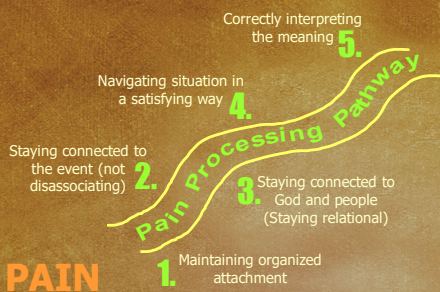 Correctly interpreting
the meaning 5.
Navigating situation in
a satisfying way 4.
Pain Processing Pathway
Staying connected to
the event (not
disassociating) 2.
3. Staying connected to
God and people
(Staying relational)
1. Maintaining organized
attachment
PAIN